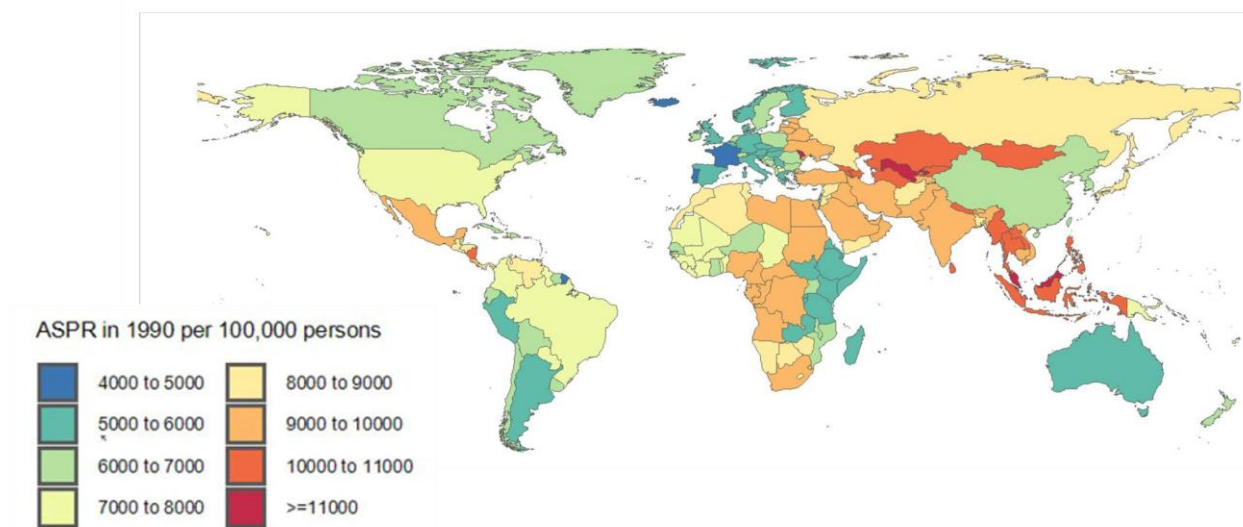 ASPR in 1990 per 100,000 persons
4000 to 5000
5000 to 6000
6000 to 7000
7000 to 8000
8000 to 9000
9000 to 10000
10000 to 11000
>=11000